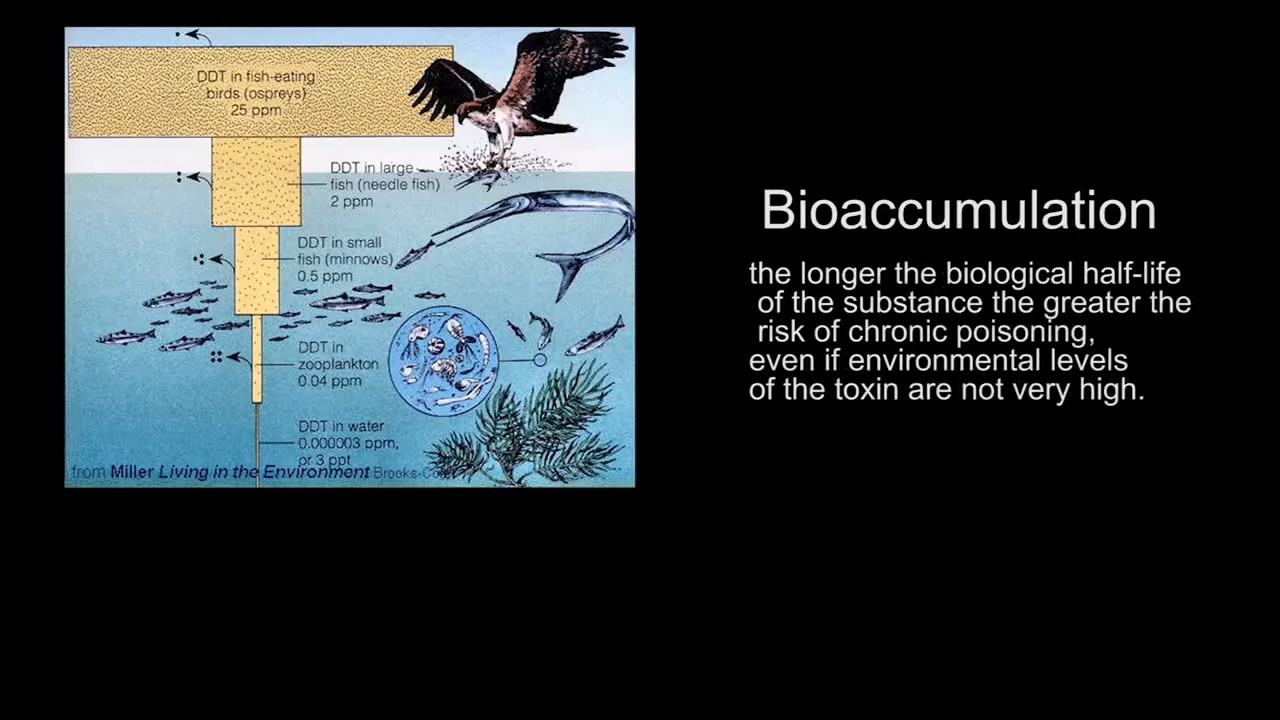 DDT in fish-eating
birds (ospreys)
25 ppm
DDT in large
fish (needle fish)
2 ppm
DDT in small
fish (minnows)
0.5 ppm
DDT in
zooplankton
0.04 ppm
DDT in water
0.000003 ppm,
or 3 ppt
from Miller Living in the Environment
Bioaccumulation
the longer the biological half-life
of the substance the greater the
risk of chronic poisoning,
even if environmental levels
of the toxin are not very high.